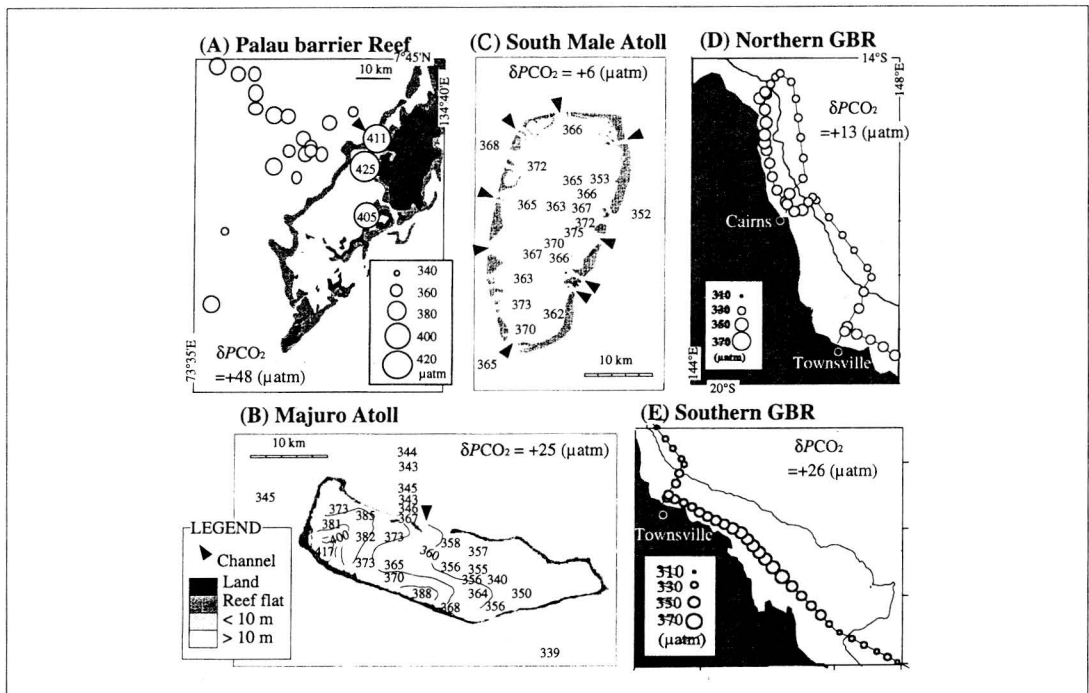 (A) Palau barrier Reef
7°45'N
10 km
134°40'E
411
425
405
340
360
380
400
420
µatm
73°35'E
δPCO₂
=+48 (µatm)
(B) Majuro Atoll
10 km
δPCO₂ = +25 (µatm)
344
343
345
345
343
346
367
373
385
381
400
382
373
358
357
417
360
373
365
356
355
370
356
340
388
364
350
368
356
339
LEGEND
Channel
Land
Reef flat
< 10 m
> 10 m
(C) South Male Atoll
δPCO₂ = +6 (µatm)
366
368
372
365
353
366
365
363
367
352
372
375
370
367
366
363
373
362
370
365
10 km
(D) Northern GBR
14°S
148°E
δPCO₂
=+13 (µatm)
Cairns
310
330
350
370
(µatm)
Townsville
144°E
20°S
(E) Southern GBR
δPCO₂
=+26 (µatm)
Townsville
310
330
350
370
(µatm)